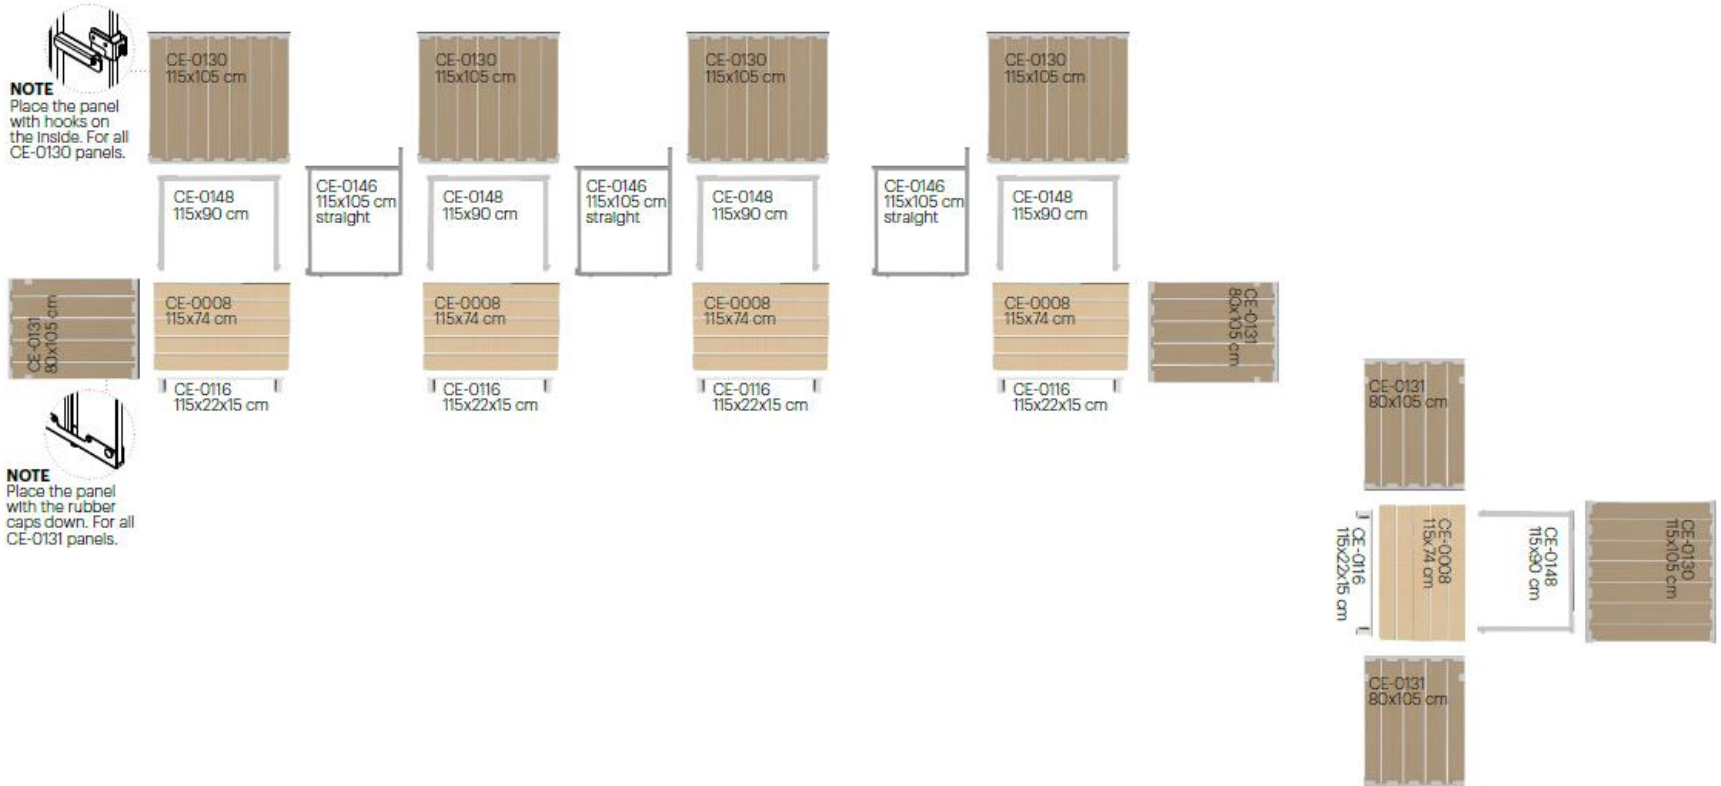 CE-0130
115x105 cm
CE-0130
115x105 cm
CE-0130
115x105 cm
CE-0130
115x105 cm
NOTE
Place the panel
with hooks on
the inside. For all
CE-0130 panels.
CE-0148
115x90 cm
CE-0146
115x105 cm
straight
CE-0148
115x90 cm
CE-0146
115x105 cm
straight
CE-0148
115x90 cm
CE-0146
115x105 cm
straight
CE-0148
115x90 cm
CE-0131
80x105 cm
CE-0008
115x74 cm
CE-0008
115x74 cm
CE-0008
115x74 cm
CE-0008
115x74 cm
CE-0131
80x105 cm
CE-0116
115x22x15 cm
CE-0116
115x22x15 cm
CE-0116
115x22x15 cm
CE-0116
115x22x15 cm
NOTE
Place the panel
with the rubber
caps down. For all
CE-0131 panels.
CE-0131
80x105 cm
CE-0116
115x22x15 cm
CE-0008
115x74 cm
CE-0148
115x90 cm
CE-0130
115x105 cm
CE-0131
80x105 cm